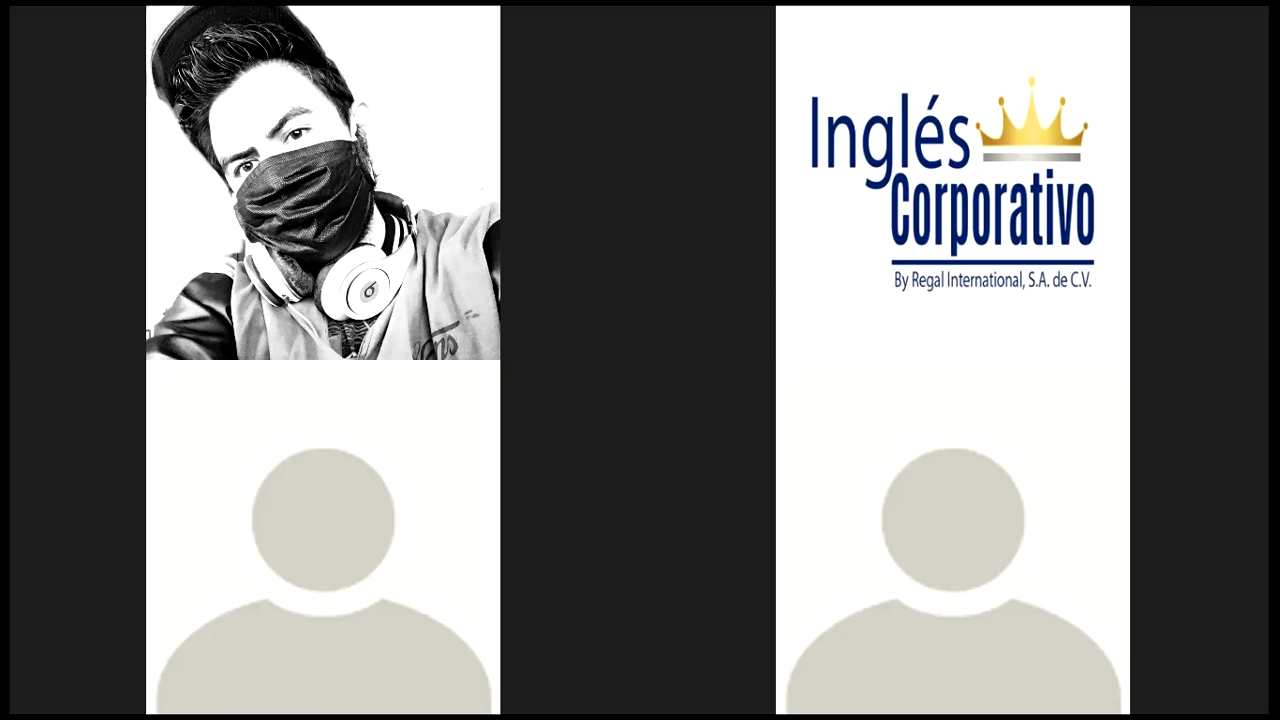 Inglés
Corporativo
By Regal International, S.A. de C.V.